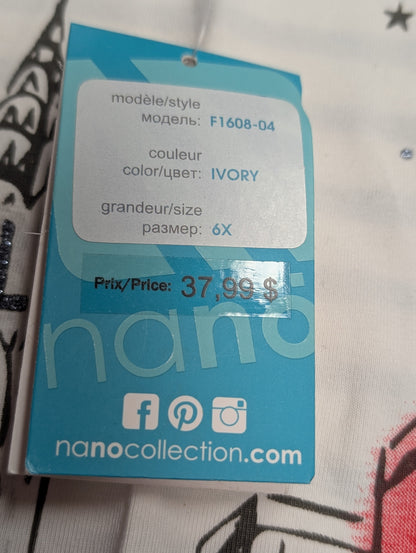 modèle/style
модель: F1608-04
couleur
color/цвет: IVORY
grandeur/size
размер: 6X
Prix/Price: 37,99 $
nanö
nanocollection.com